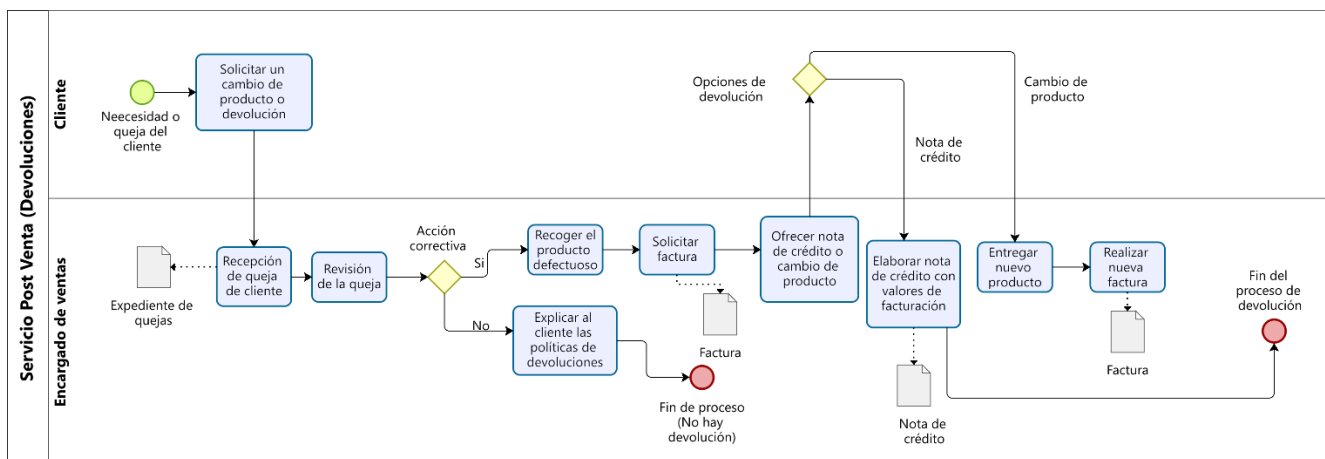 Servicio Post Venta (Devoluciones)
Cliente
Neecesidad o
queja del
cliente
Solicitar un
cambio de
producto o
devolución
Opciones de
devolución
Nota de
crédito
Cambio de
producto
Encargado de ventas
Expediente de
quejas
Recepción
de queja
de cliente
Revisión
de la queja
Acción
correctiva
Si
No
Recoger el
producto
defectuoso
Solicitar
factura
Factura
Explicar al
cliente las
políticas de
devoluciones
Fin de proceso
(No hay
devolución)
Ofrecer nota
de crédito o
cambio de
producto
Elaborar nota
de crédito con
valores de
facturación
Nota de
crédito
Entregar
nuevo
producto
Realizar
nueva
factura
Factura
Fin del
proceso de
devolución